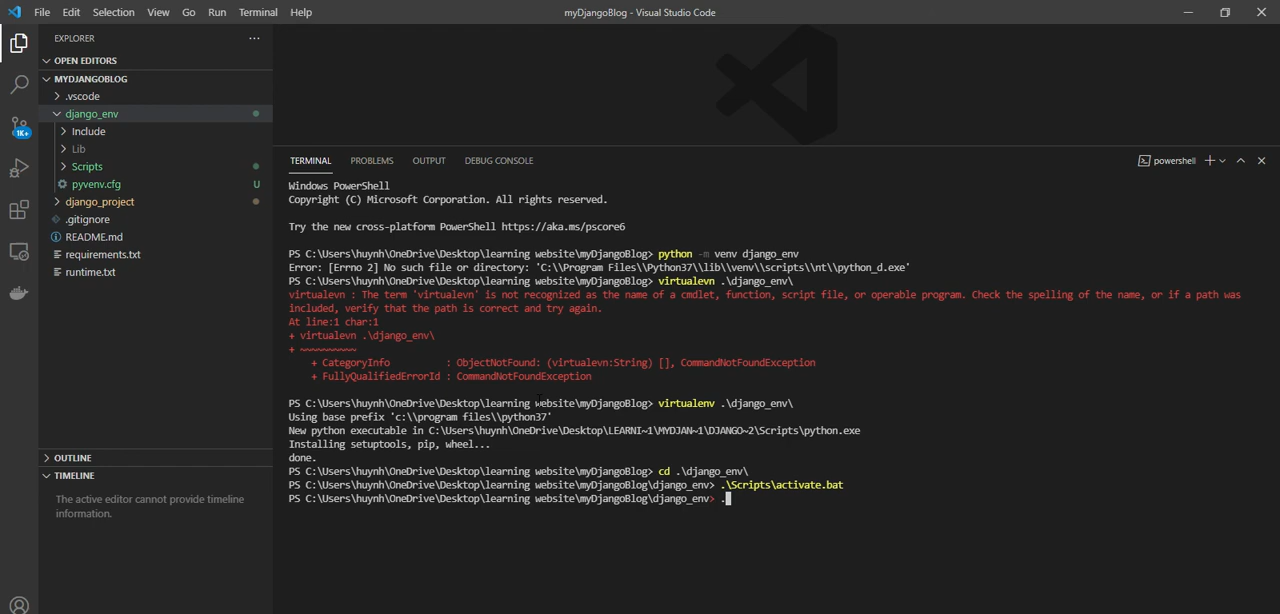 File Edit Selection View Go Run Terminal Help
myDjangoBlog - Visual Studio Code
EXPLORER
OPEN EDITORS
MYDJANGOBLOG
.vscode
django_env
Include
Lib
Scripts
pyvenv.cfg U
django_project
.gitignore
README.md
requirements.txt
runtime.txt
OUTLINE
TIMELINE
The active editor cannot provide timeline
information.
1K+
TERMINAL PROBLEMS OUTPUT DEBUG CONSOLE
powershell
Windows PowerShell
Copyright (C) Microsoft Corporation. All rights reserved.
Try the new cross-platform PowerShell https://aka.ms/pscore6
PS C:\Users\huynh\OneDrive\Desktop\learning website\myDjangoBlog> python -m venv django_env
Error: [Errno 2] No such file or directory: 'C:\\Program Files\\Python37\\lib\\venv\\scripts\\nt\\python_d.exe'
PS C:\Users\huynh\OneDrive\Desktop\learning website\myDjangoBlog> virtualevn .\django_env\
virtualevn : The term 'virtualevn' is not recognized as the name of a cmdlet, function, script file, or operable program. Check the spelling of the name, or if a path was
included, verify that the path is correct and try again.
At line:1 char:1
+ virtualevn .\django_env\
+ ~~~~~~~~~~
+ CategoryInfo : ObjectNotFound: (virtualevn:String) [], CommandNotFoundException
+ FullyQualifiedErrorId : CommandNotFoundException
PS C:\Users\huynh\OneDrive\Desktop\learning website\myDjangoBlog> virtualenv .\django_env\
Using base prefix 'c:\\program files\\python37'
New python executable in C:\Users\huynh\OneDrive\Desktop\LEARNI~1\MYDJAN~1\DJANGO~2\Scripts\python.exe
Installing setuptools, pip, wheel...
done.
PS C:\Users\huynh\OneDrive\Desktop\learning website\myDjangoBlog> cd .\django_env\
PS C:\Users\huynh\OneDrive\Desktop\learning website\myDjangoBlog\django_env> .\Scripts\activate.bat
PS C:\Users\huynh\OneDrive\Desktop\learning website\myDjangoBlog\django_env> .